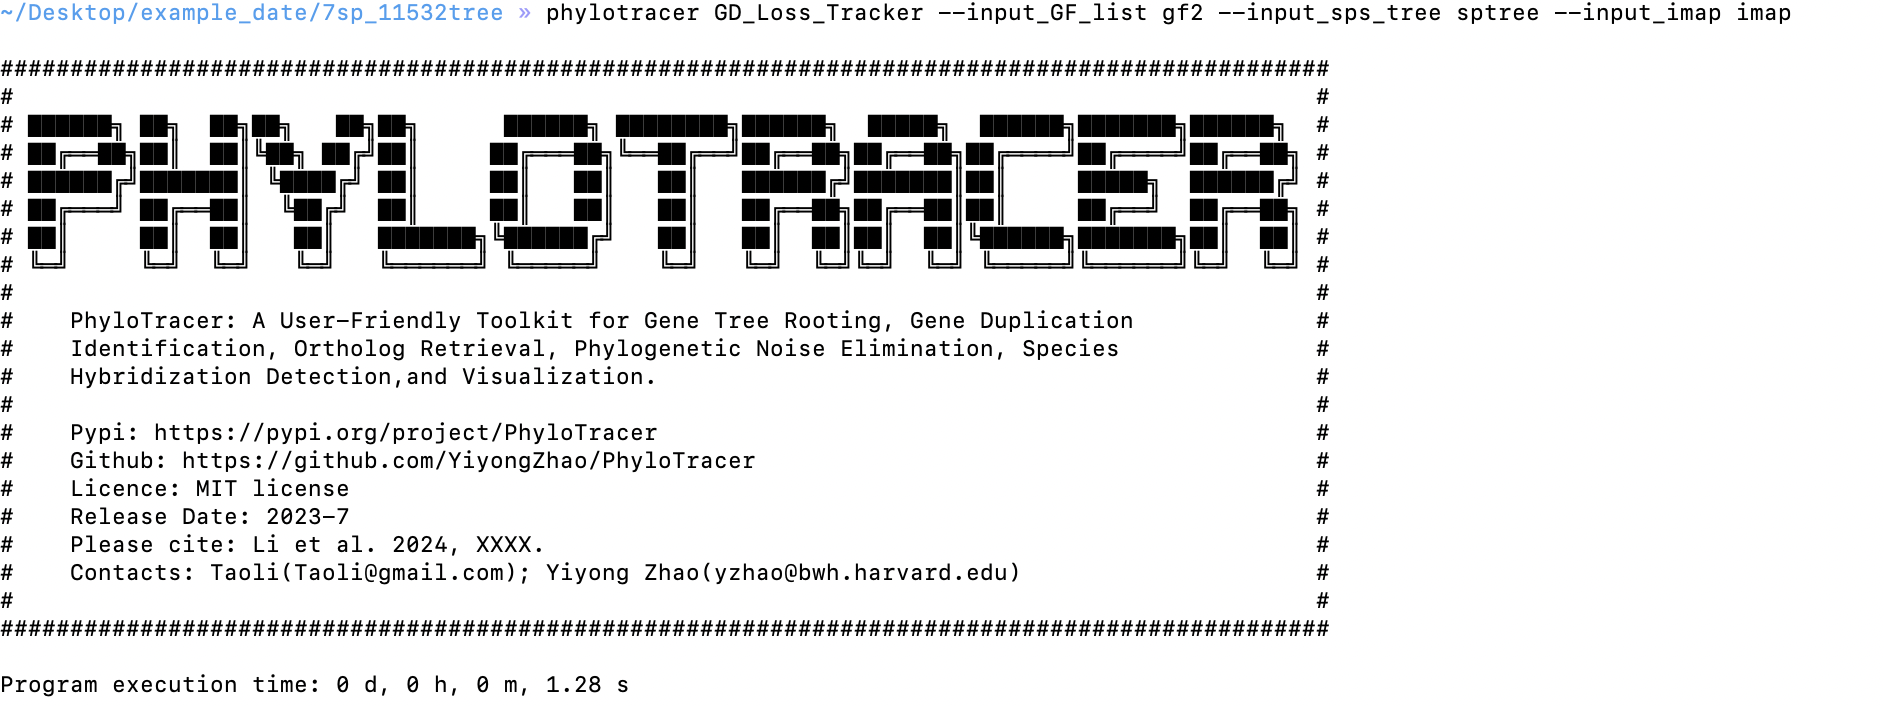 ~/Desktop/example_date/7sp_11532tree » phylotracer GD_Loss_Tracker --input_GF_list gf2 --input_sps_tree sptree --input_imap imap
###############################################################################################
#                                                                                             #
PHYLOTRACER
#                                                                                             #
#    PhyloTracer: A User-Friendly Toolkit for Gene Tree Rooting, Gene Duplication             #
#    Identification, Ortholog Retrieval, Phylogenetic Noise Elimination, Species              #
#    Hybridization Detection,and Visualization.                                               #
#                                                                                             #
#    Pypi: https://pypi.org/project/PhyloTracer                                               #
#    Github: https://github.com/YiyongZhao/PhyloTracer                                        #
#    Licence: MIT license                                                                     #
#    Release Date: 2023-7                                                                     #
#    Please cite: Li et al. 2024, XXXX.                                                       #
#    Contacts: Taoli(Taoli@gmail.com); Yiyong Zhao(yzhao@bwh.harvard.edu)                     #
#                                                                                             #
###############################################################################################
Program execution time: 0 d, 0 h, 0 m, 1.28 s